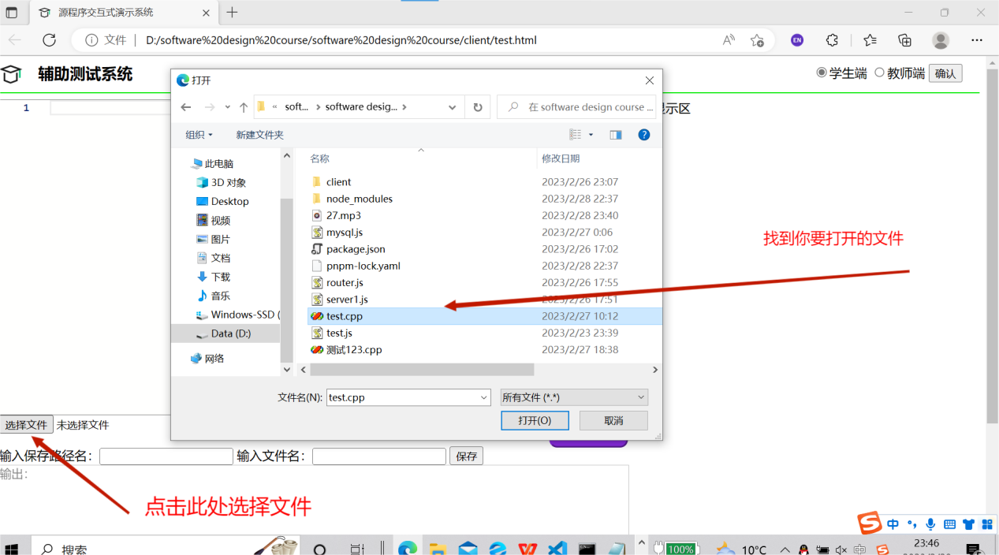 源程序交互式演示系统
文件 D:/software%20design%20course/software%20design%20course/client/test.html
EN
辅助测试系统
学生端 教师端 确认
1
显示区
打开
« soft... software desig... 在 software design course ...
组织 新建文件夹
名称 修改日期
此电脑
3D 对象
Desktop
视频
图片
文档
下载
音乐
Windows-SSD (
Data (D:)
网络
client 2023/2/26 23:07
node_modules 2023/2/28 22:37
27.mp3 2023/2/28 23:40
mysql.js 2023/2/27 0:06
package.json 2023/2/26 17:02
pnpm-lock.yaml 2023/2/28 22:37
router.js 2023/2/26 17:55
server1.js 2023/2/26 17:51
test.cpp 2023/2/27 10:12
test.js 2023/2/23 23:39
测试123.cpp 2023/2/27 18:38
文件名(N): test.cpp 所有文件 (*.*)
打开(O) 取消
找到你要打开的文件
选择文件 未选择文件
输入保存路径名: 输入文件名: 保存
输出:
点击此处选择文件
中
搜索
100%
10°C
中
23:46